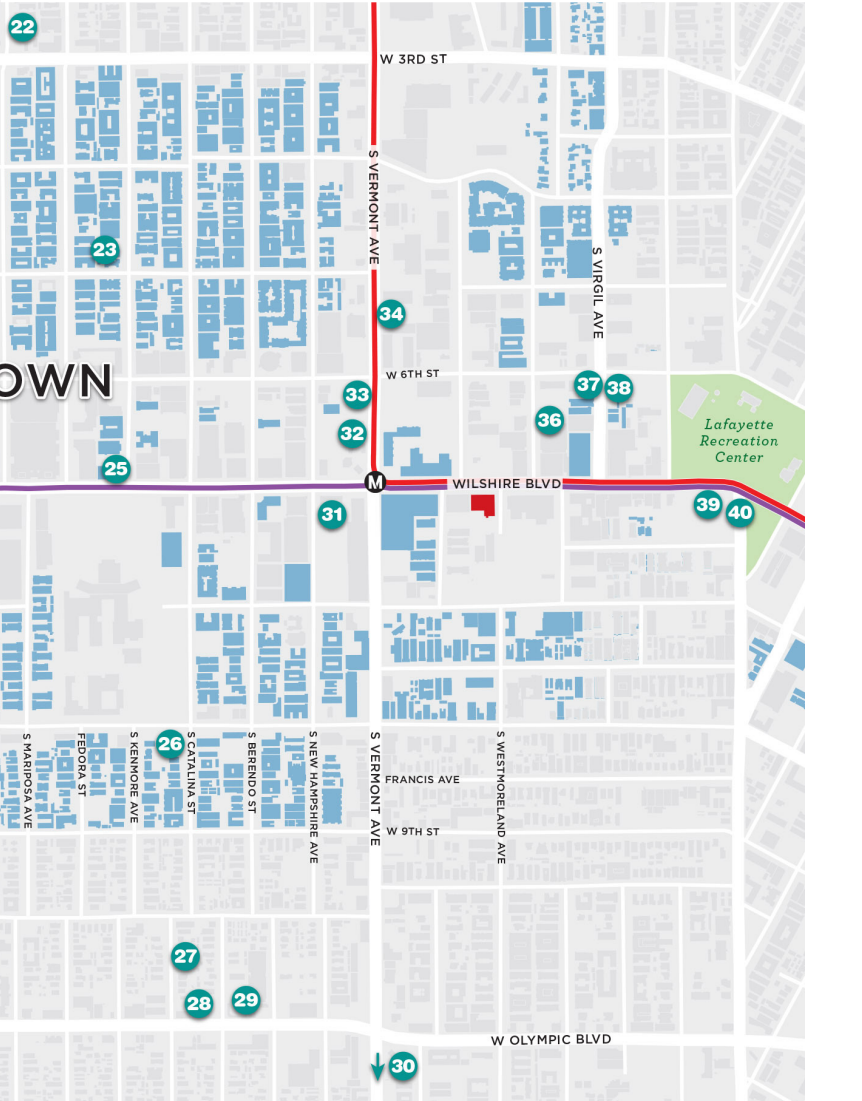 22
W 3RD ST
S VERMONT AVE
23
S VIRGIL AVE
34
OWN
W 6TH ST
33
37
38
36
32
Lafayette
Recreation
Center
25
M
WILSHIRE BLVD
31
39
40
26
S MARIPOSA AVE
FEDORA ST
S KENMORE AVE
S CATALINA ST
S BERENDO ST
S NEW HAMPSHIRE AVE
S VERMONT AVE
S WESTMORELAND AVE
FRANCIS AVE
W 9TH ST
27
28
29
W OLYMPIC BLVD
30